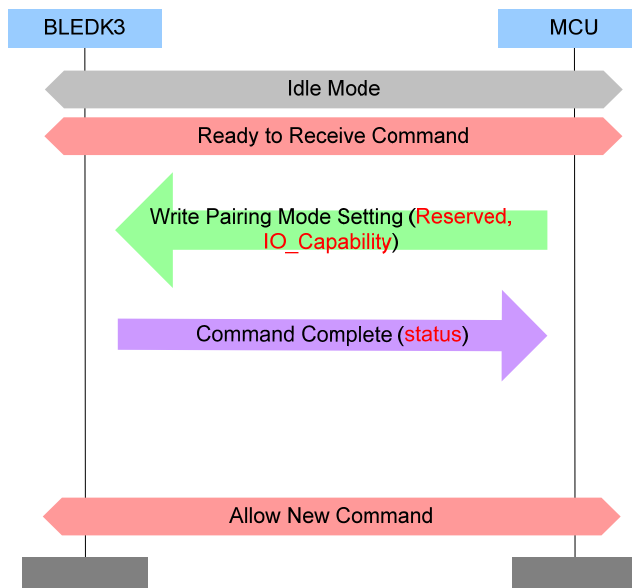 BLEDK3
MCU
Idle Mode
Ready to Receive Command
Write Pairing Mode Setting (Reserved,
IO_Capability)
Command Complete (status)
Allow New Command